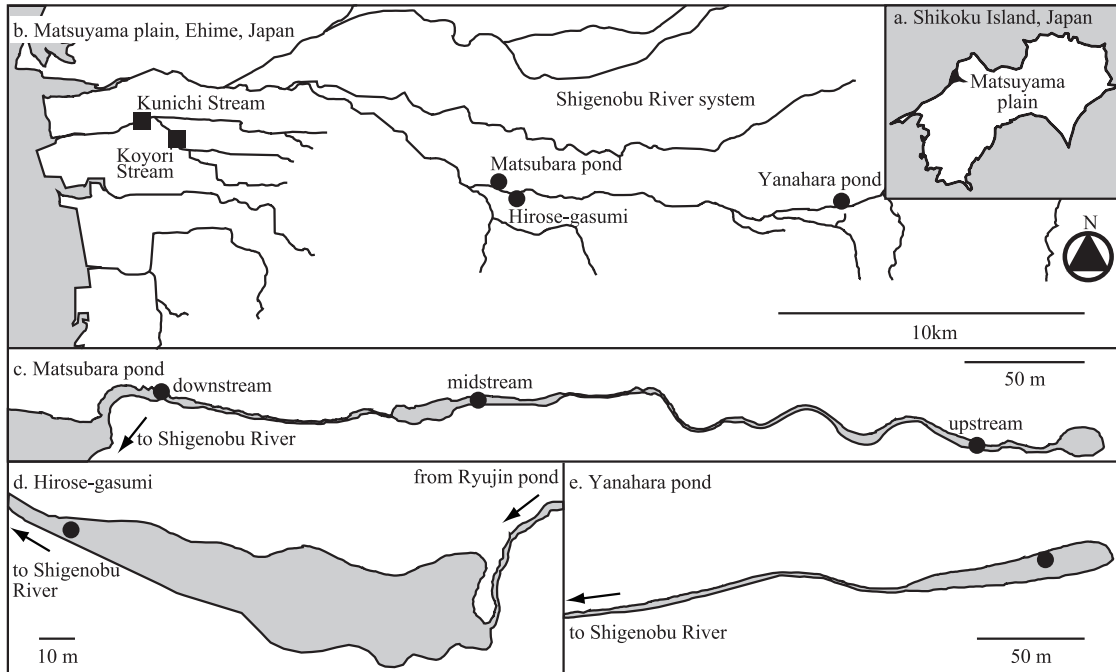 b. Matsuyama plain, Ehime, Japan
a. Shikoku Island, Japan
Matsuyama
plain
Kunichi Stream
Koyori
Stream
Shigenobu River system
Matsubara pond
Hirose-gasumi
Yanahara pond
N
10km
c. Matsubara pond
downstream
midstream
upstream
50 m
to Shigenobu River
d. Hirose-gasumi
from Ryujin pond
to Shigenobu
River
10 m
e. Yanahara pond
to Shigenobu River
50 m